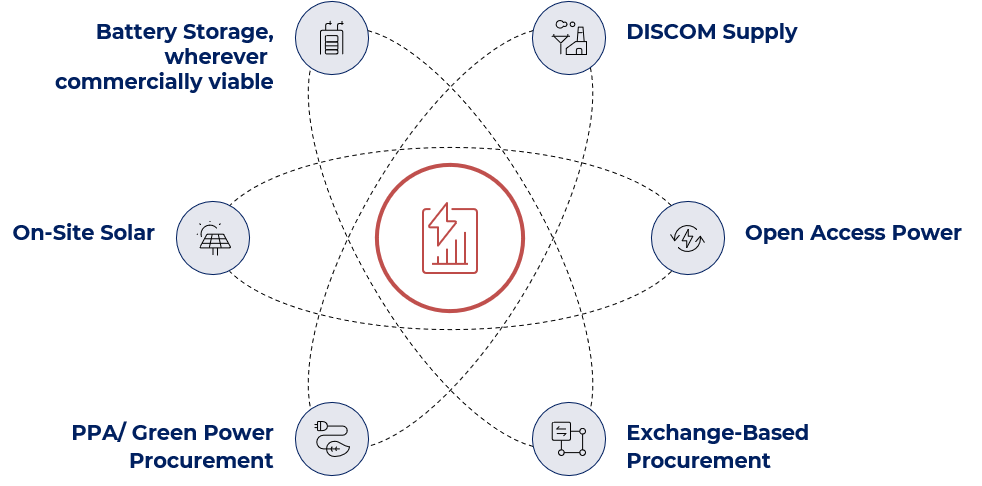 Battery Storage,
wherever
commercially viable
DISCOM Supply
On-Site Solar
Open Access Power
PPA/ Green Power
Procurement
Exchange-Based
Procurement